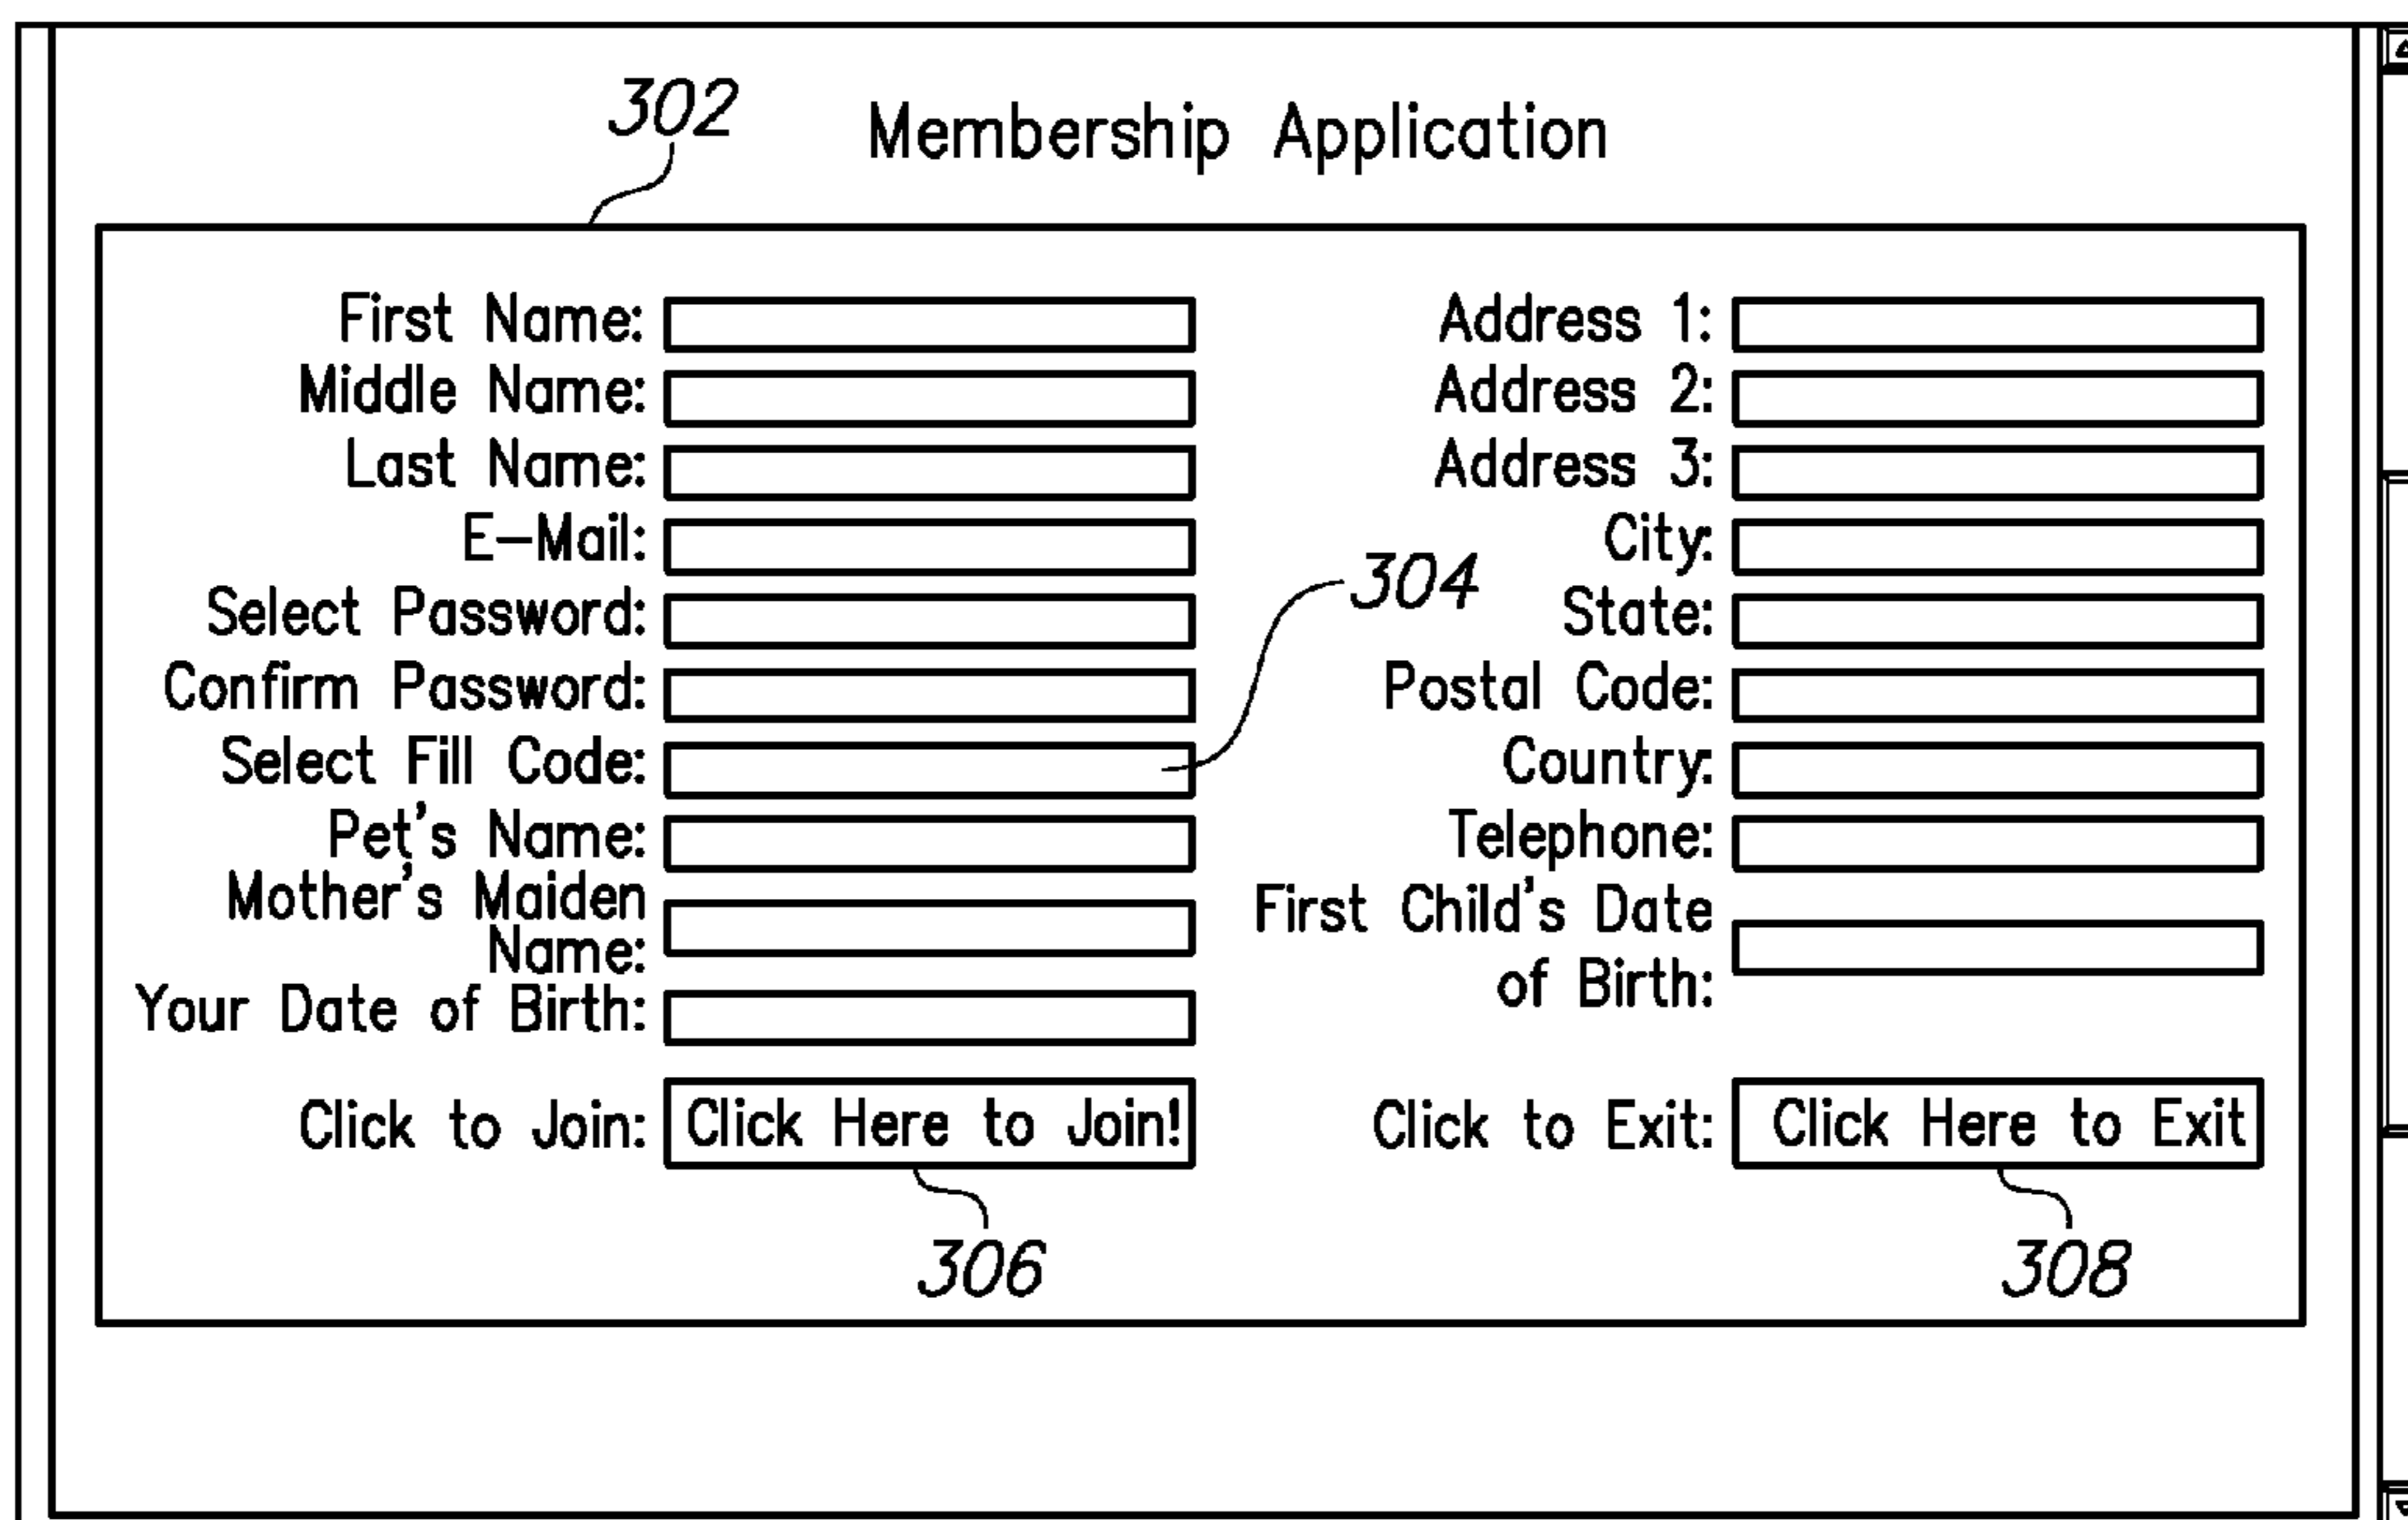 302
Membership Application
First Name:
Middle Name:
Last Name:
E-Mail:
Select Password:
Confirm Password:
Select Fill Code:
Pet's Name:
Mother's Maiden
Name:
Your Date of Birth:
Click to Join: Click Here to Join!
306
304
Address 1:
Address 2:
Address 3:
City:
State:
Postal Code:
Country:
Telephone:
First Child's Date
of Birth:
Click to Exit: Click Here to Exit
308